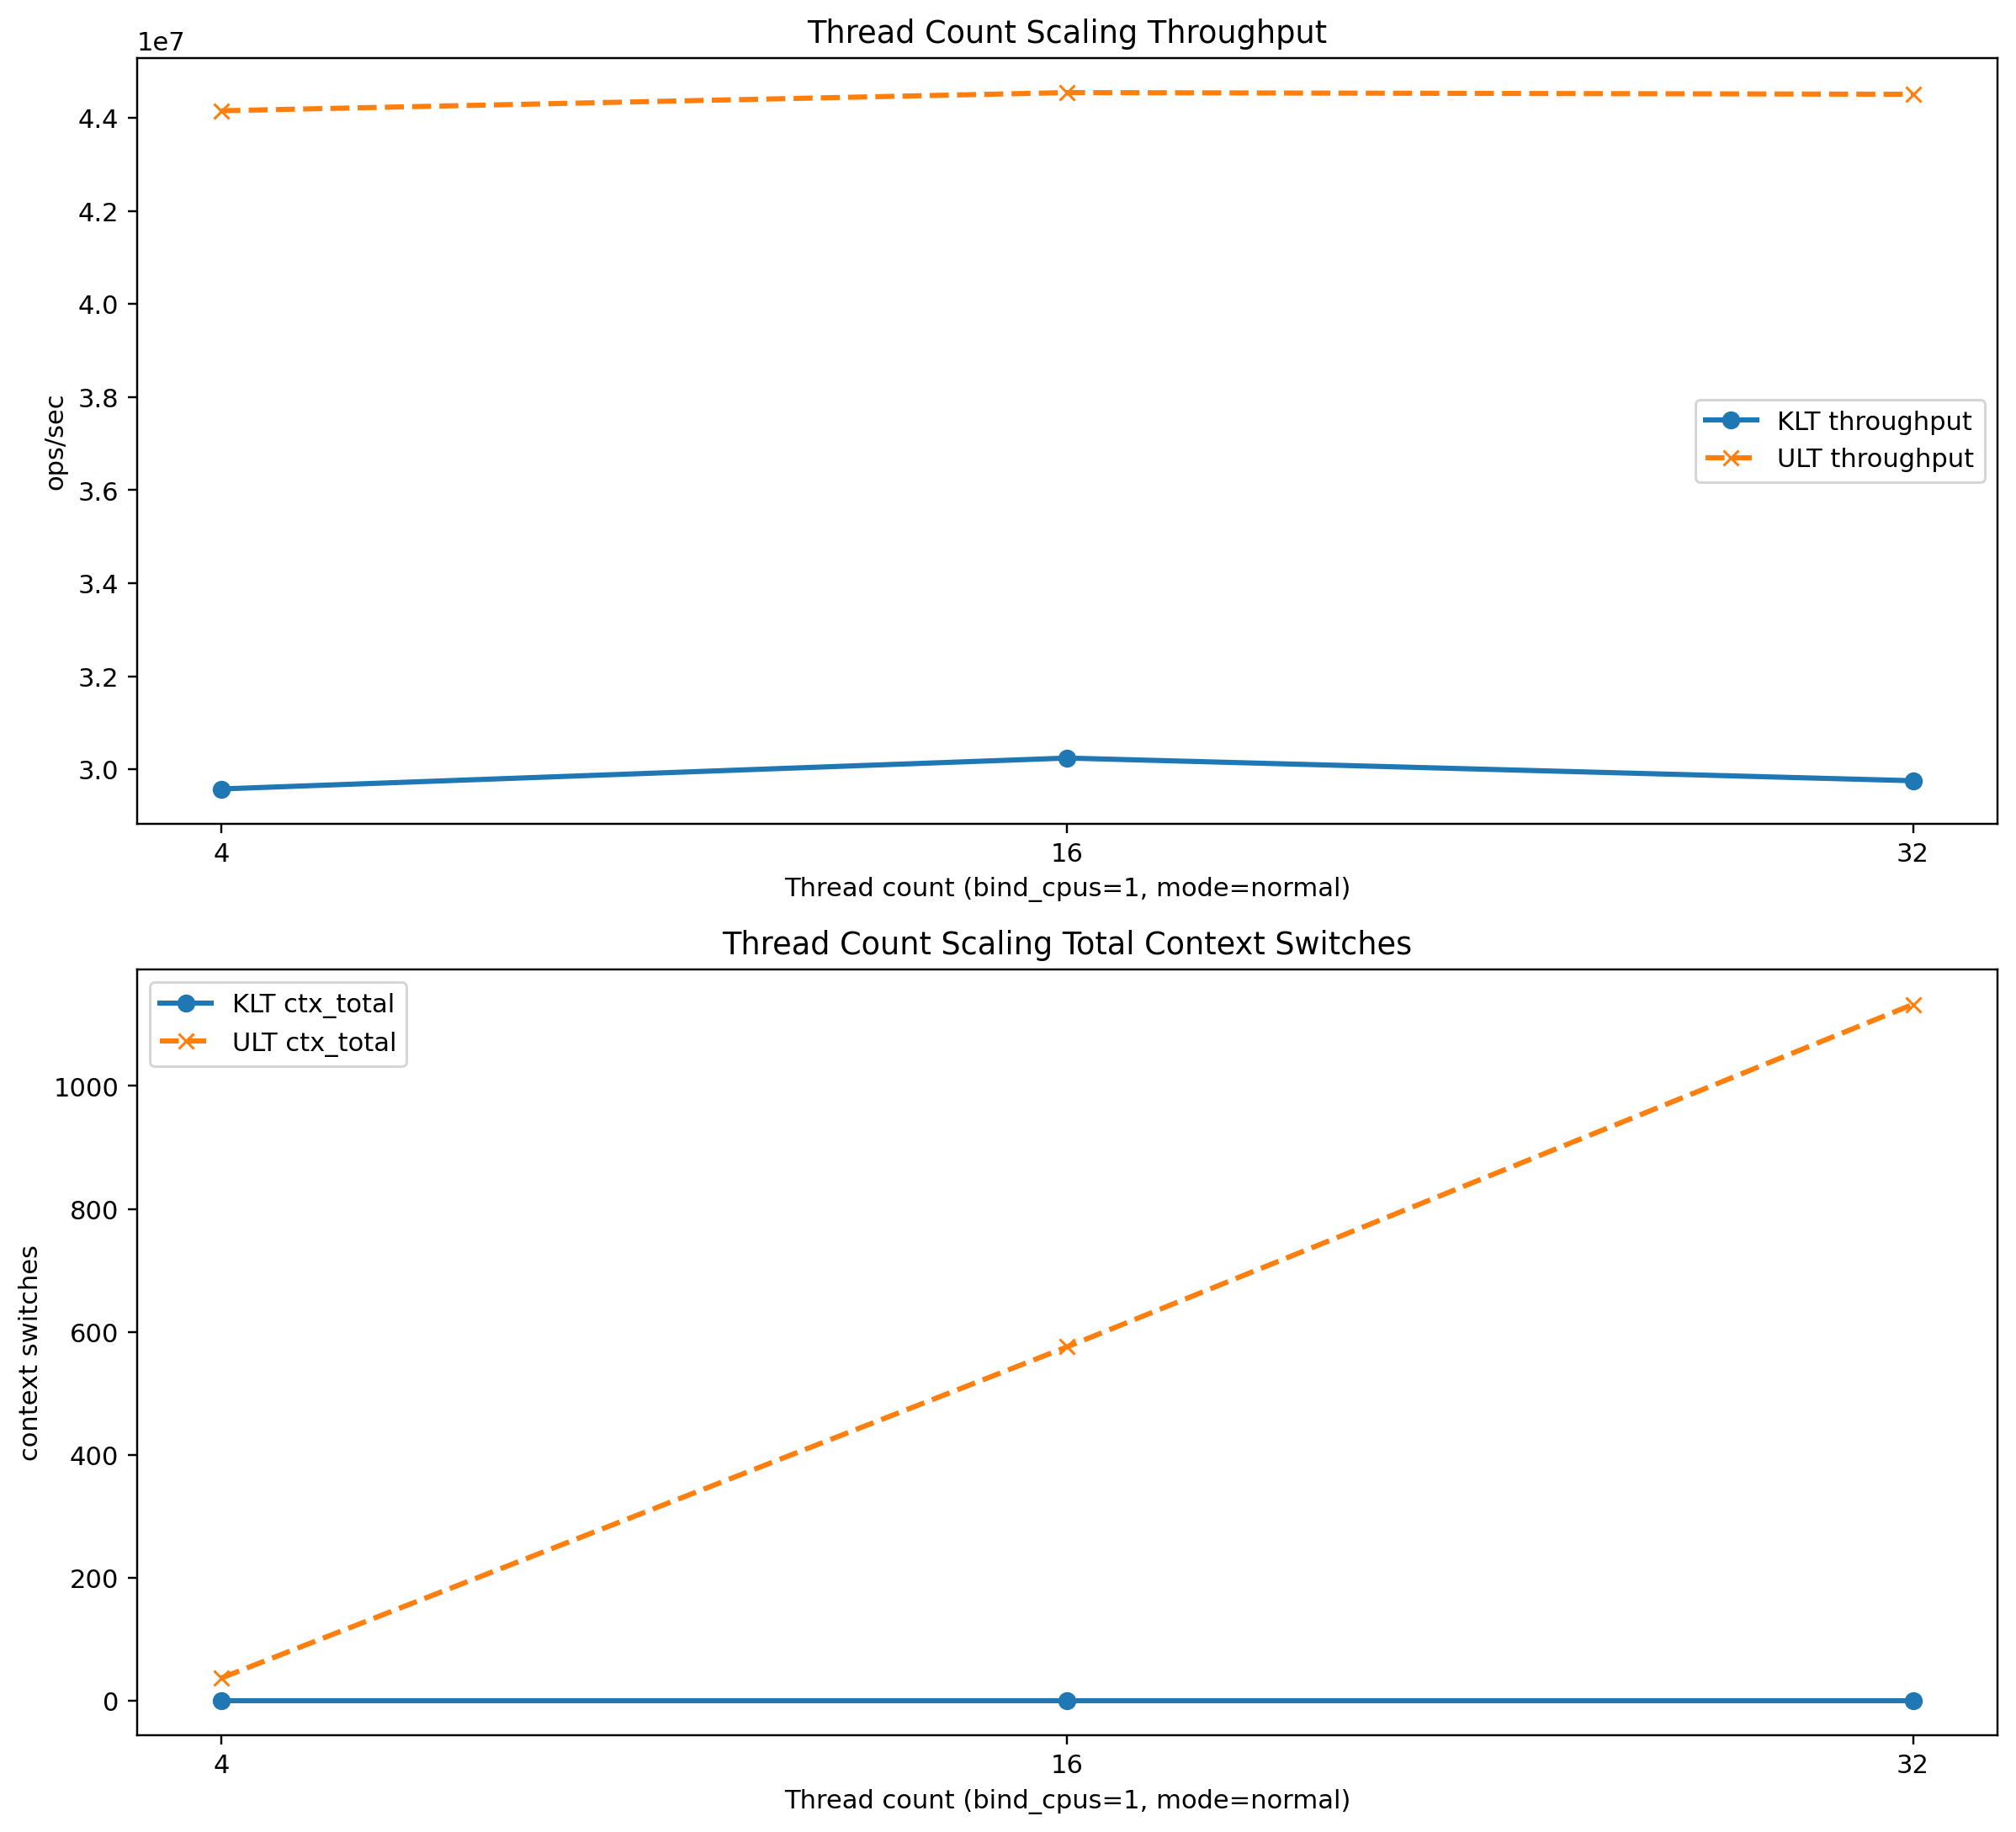 Thread Count Scaling Throughput
1e7
4.4
4.2
4.0
3.8
3.6
3.4
3.2
3.0
ops/sec
KLT throughput
ULT throughput
4 16 32
Thread count (bind_cpus=1, mode=normal)
Thread Count Scaling Total Context Switches
KLT ctx_total
ULT ctx_total
1000
800
600
400
200
0
context switches
4 16 32
Thread count (bind_cpus=1, mode=normal)